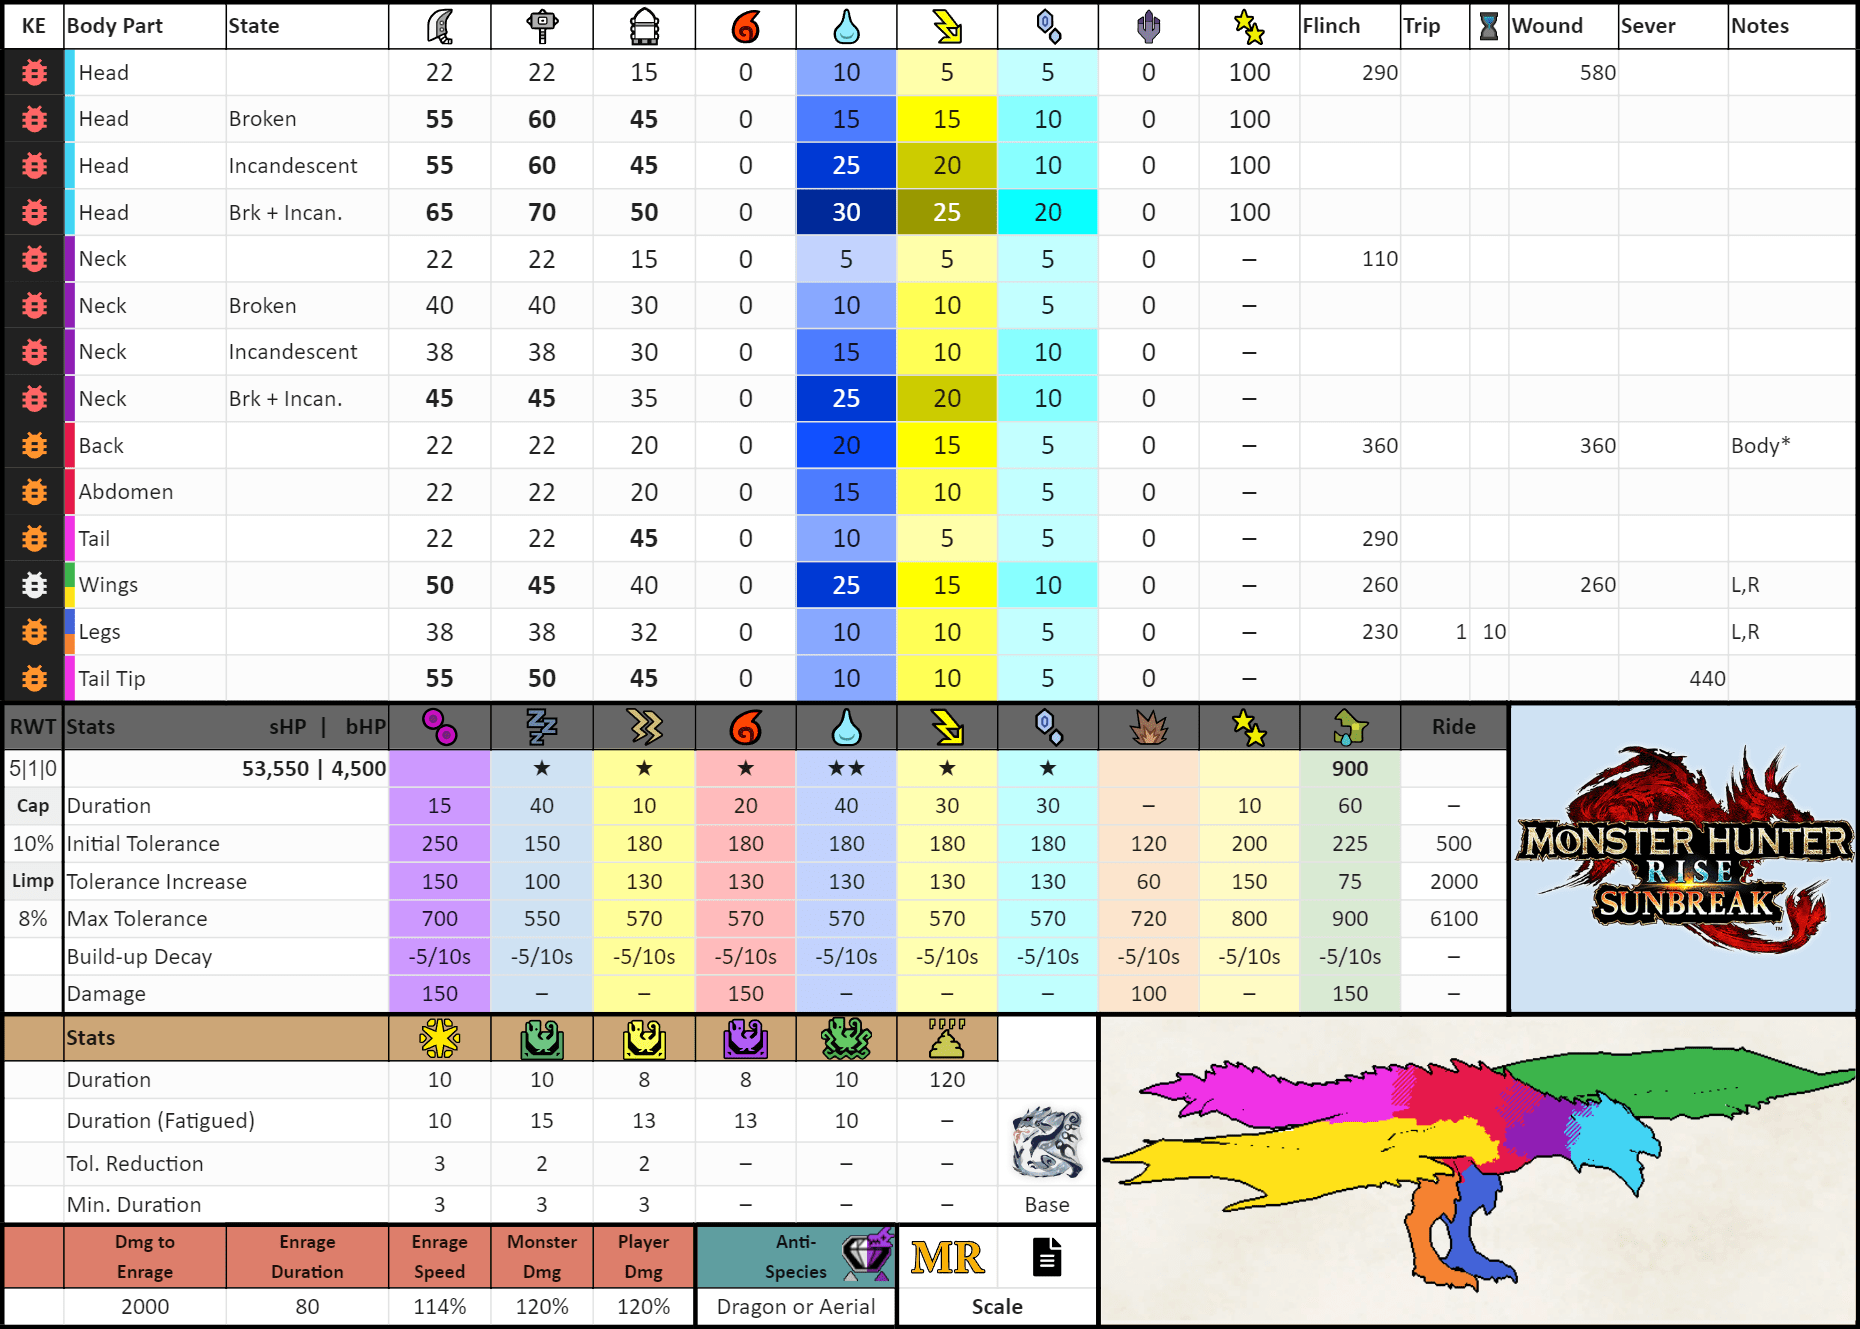 KE Body Part State Flinch Trip Wound Sever Notes
Head 22 22 15 0 10 5 5 0 100 290 580
Head Broken 55 60 45 0 15 15 10 0 100
Head Incandescent 55 60 45 0 25 20 10 0 100
Head Brk + Incan. 65 70 50 0 30 25 20 0 100
Neck 22 22 15 0 5 5 5 0 – 110
Neck Broken 40 40 30 0 10 10 5 0 –
Neck Incandescent 38 38 30 0 15 10 10 0 –
Neck Brk + Incan. 45 45 35 0 25 20 10 0 –
Back 22 22 20 0 20 15 5 0 – 360 360 Body*
Abdomen 22 22 20 0 15 10 5 0 –
Tail 22 22 45 0 10 5 5 0 – 290
Wings 50 45 40 0 25 15 10 0 – 260 260 L,R
Legs 38 38 32 0 10 10 5 0 – 230 1 10 L,R
Tail Tip 55 50 45 0 10 10 5 0 – 440
RWT Stats sHP | bHP Ride
5|1|0 53,550 | 4,500 ★ ★ ★ ★★ ★ ★ 900
Cap Duration 15 40 10 20 40 30 30 – 10 60 –
10% Initial Tolerance 250 150 180 180 180 180 180 120 200 225 500
Limp Tolerance Increase 150 100 130 130 130 130 130 60 150 75 2000
8% Max Tolerance 700 550 570 570 570 570 570 720 800 900 6100
Build-up Decay -5/10s -5/10s -5/10s -5/10s -5/10s -5/10s -5/10s -5/10s -5/10s -5/10s –
Damage 150 – – 150 – – – 100 – 150 –
MONSTER HUNTER
RISE
SUNBREAK
™
Stats
Duration 10 10 8 8 10 120
Duration (Fatigued) 10 15 13 13 10 –
Tol. Reduction 3 2 2 – – –
Min. Duration 3 3 3 – – – Base
Dmg to Enrage Enrage Duration Enrage Speed Monster Dmg Player Dmg Anti-Species MR
2000 80 114% 120% 120% Dragon or Aerial Scale